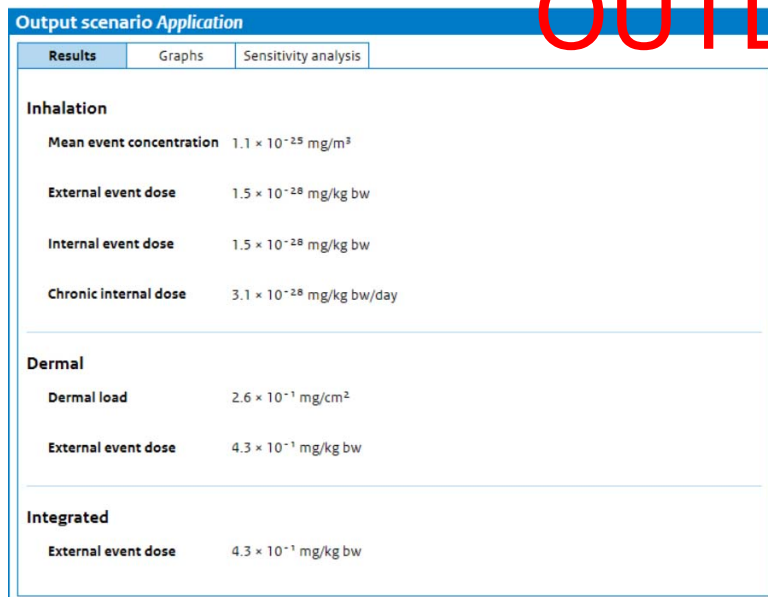 Output scenario Application
Results Graphs Sensitivity analysis
Inhalation
Mean event concentration 1.1 × 10⁻²⁵ mg/m³
External event dose 1.5 × 10⁻²⁸ mg/kg bw
Internal event dose 1.5 × 10⁻²⁸ mg/kg bw
Chronic internal dose 3.1 × 10⁻²⁸ mg/kg bw/day
Dermal
Dermal load 2.6 × 10⁻¹ mg/cm²
External event dose 4.3 × 10⁻¹ mg/kg bw
Integrated
External event dose 4.3 × 10⁻¹ mg/kg bw